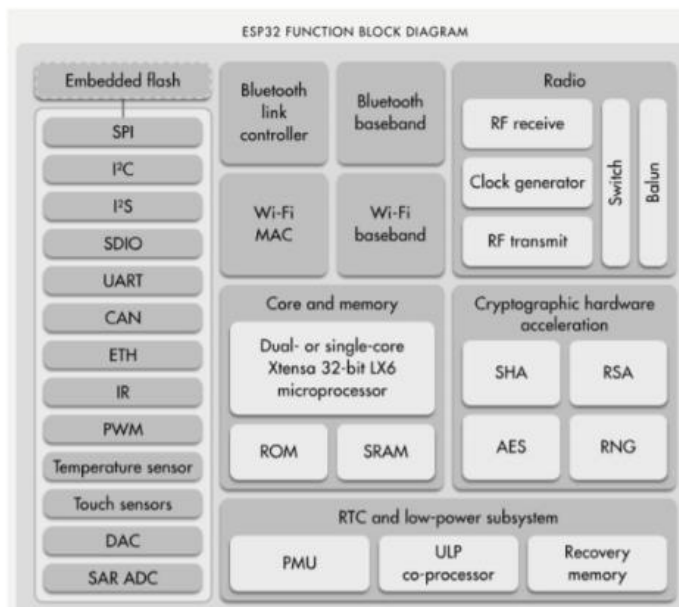 ESP32 FUNCTION BLOCK DIAGRAM
Embedded flash
SPI
I²C
I²S
SDIO
UART
CAN
ETH
IR
PWM
Temperature sensor
Touch sensors
DAC
SAR ADC
Bluetooth
link
controller
Bluetooth
baseband
Wi-Fi
MAC
Wi-Fi
baseband
Radio
RF receive
Clock generator
RF transmit
Switch
Balun
Core and memory
Dual- or single-core
Xtensa 32-bit LX6
microprocessor
ROM
SRAM
Cryptographic hardware
acceleration
SHA
RSA
AES
RNG
RTC and low-power subsystem
PMU
ULP
co-processor
Recovery
memory